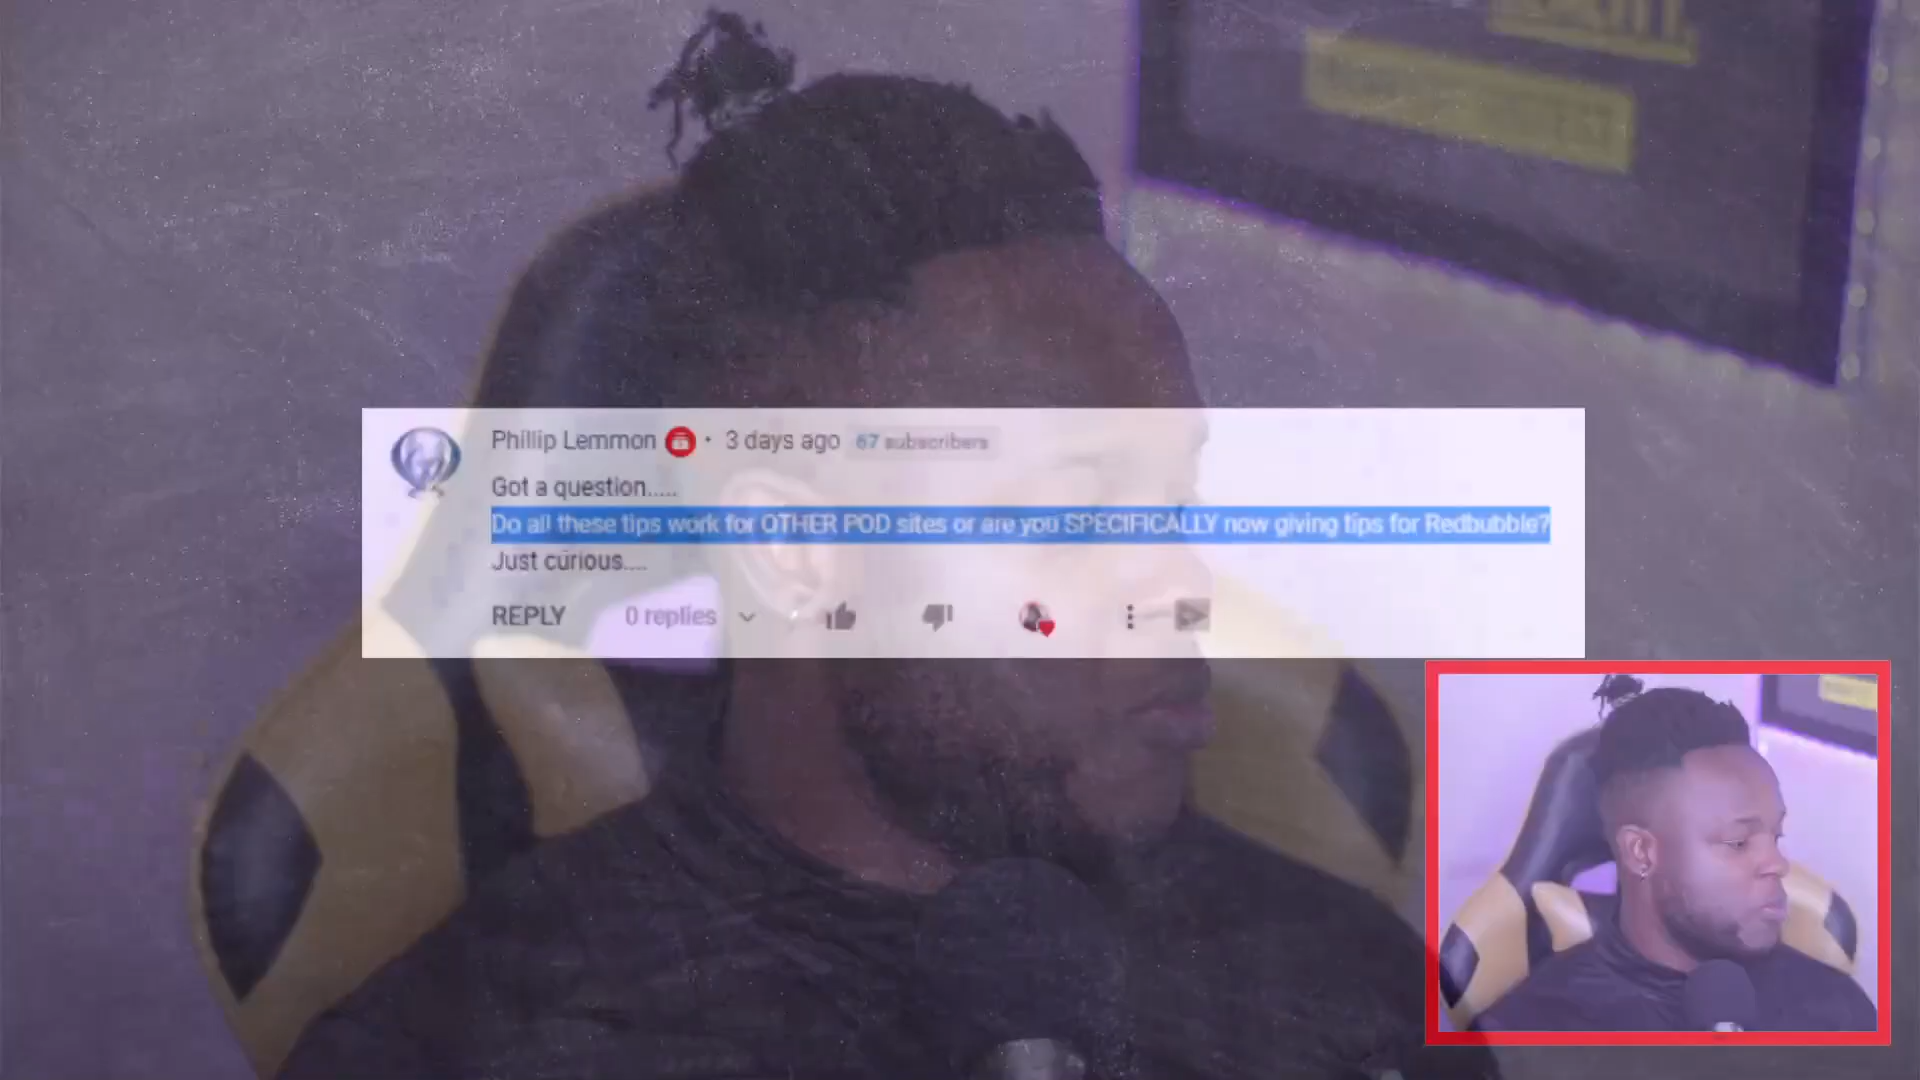 Phillip Lemmon • 3 days ago 67 subscribers
Got a question.....
Do all these tips work for OTHER POD sites or are you SPECIFICALLY now giving tips for Redbubble?
Just curious....
REPLY 0 replies